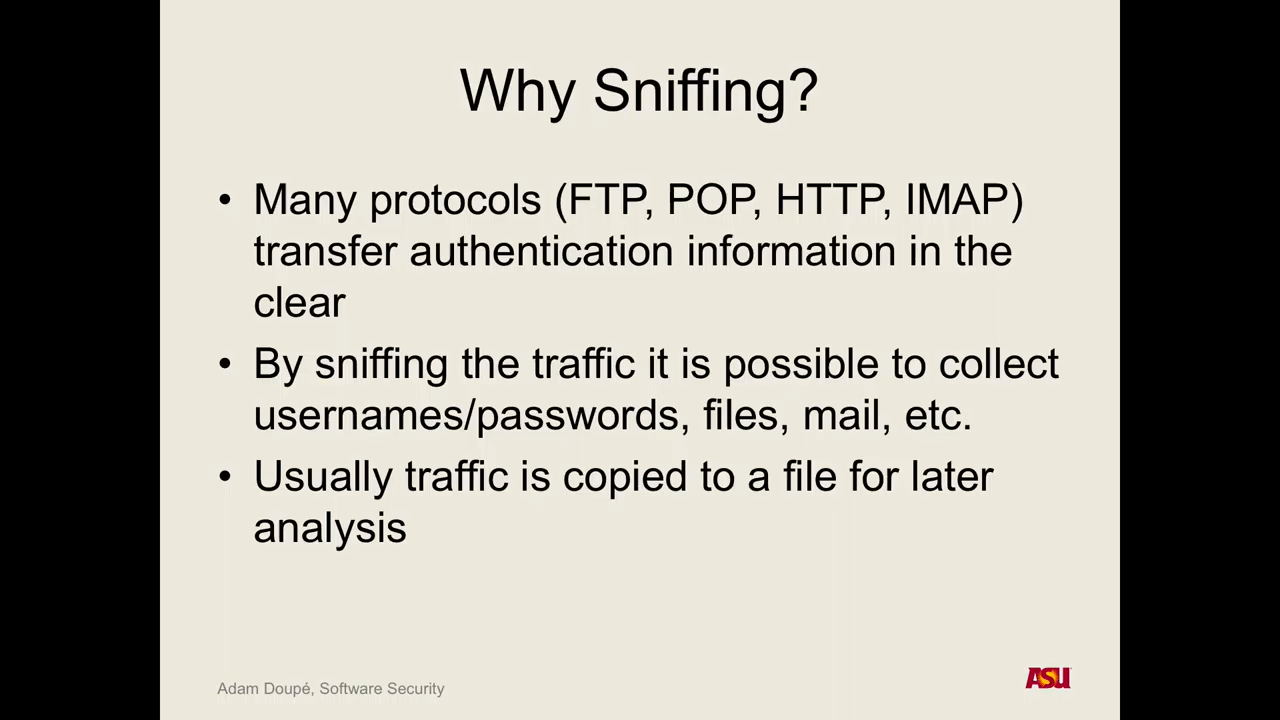 Why Sniffing?
• Many protocols (FTP, POP, HTTP, IMAP)
transfer authentication information in the
clear
• By sniffing the traffic it is possible to collect
usernames/passwords, files, mail, etc.
• Usually traffic is copied to a file for later
analysis
Adam Doupé, Software Security
ASU